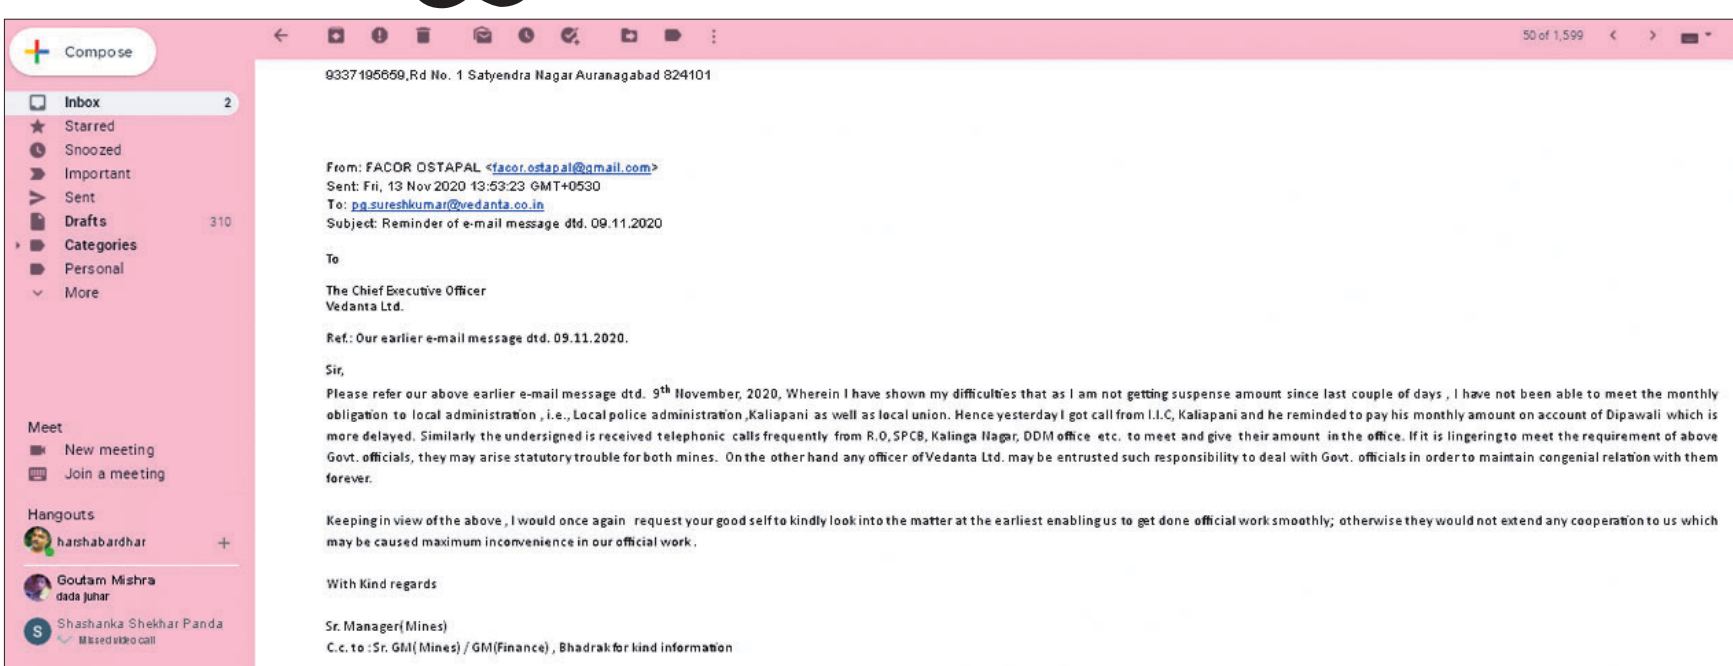 Compose
50 of 1,599
Inbox 2
Starred
Snoozed
Important
Sent
Drafts 310
Categories
Personal
More
Meet
New meeting
Join a meeting
Hangouts
harshabardhar
Goutam Mishra
dada juhar
S
Shashanka Shekhar Panda
Missed video call
9337195659,Rd No. 1 Satyendra Nagar Auranagabad 824101
From: FACOR OSTAPAL <facor.ostapal@gmail.com>
Sent: Fri, 13 Nov 2020 13:53:23 GMT+0530
To: pg.sureshkumar@vedanta.co.in
Subject: Reminder of e-mail message dtd. 09.11.2020
To
The Chief Executive Officer
Vedanta Ltd.
Ref.: Our earlier e-mail message dtd. 09.11.2020.
Sir,
Please refer our above earlier e-mail message dtd. 9th November, 2020, Wherein I have shown my difficulties that as I am not getting suspense amount since last couple of days , I have not been able to meet the monthly
obligation to local administration , i.e., Local police administration ,Kaliapani as well as local union. Hence yesterday I got call from I.I.C, Kaliapani and he reminded to pay his monthly amount on account of Dipawali which is
more delayed. Similarly the undersigned is received telephonic calls frequently from R.O, SPCB, Kalinga Nagar, DDM office etc. to meet and give their amount in the office. If it is lingering to meet the requirement of above
Govt. officials, they may arise statutory trouble for both mines. On the other hand any officer of Vedanta Ltd. may be entrusted such responsibility to deal with Govt. officials in order to maintain congenial relation with them
forever.
Keeping in view of the above , I would once again request your good self to kindly look into the matter at the earliest enabling us to get done official work smoothly; otherwise they would not extend any cooperation to us which
may be caused maximum inconvenience in our official work .
With Kind regards
Sr. Manager(Mines)
C.c. to :Sr. GM( Mines) / GM(Finance) , Bhadrak for kind information